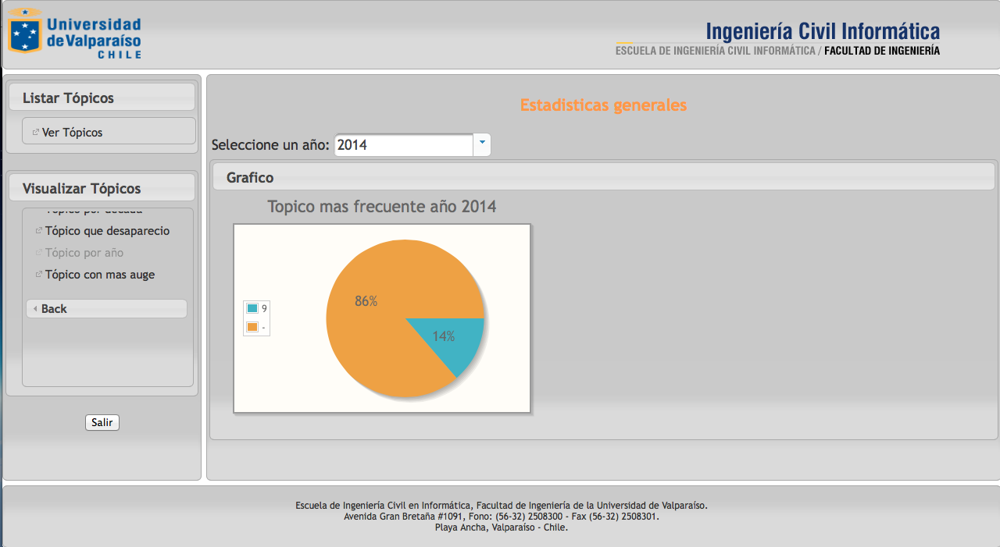 Universidad
de Valparaíso
CHILE
Ingeniería Civil Informática
ESCUELA DE INGENIERÍA CIVIL INFORMÁTICA / FACULTAD DE INGENIERÍA
Listar Tópicos
Ver Tópicos
Visualizar Tópicos
Tópico por decada
Tópico que desaparecio
Tópico por año
Tópico con mas auge
Back
Salir
Estadisticas generales
Seleccione un año: 2014
Grafico
Topico mas frecuente año 2014
9
-
86%
14%
Escuela de Ingeniería Civil en Informática, Facultad de Ingeniería de la Universidad de Valparaíso.
Avenida Gran Bretaña #1091, Fono: (56-32) 2508300 - Fax (56-32) 2508301.
Playa Ancha, Valparaíso - Chile.